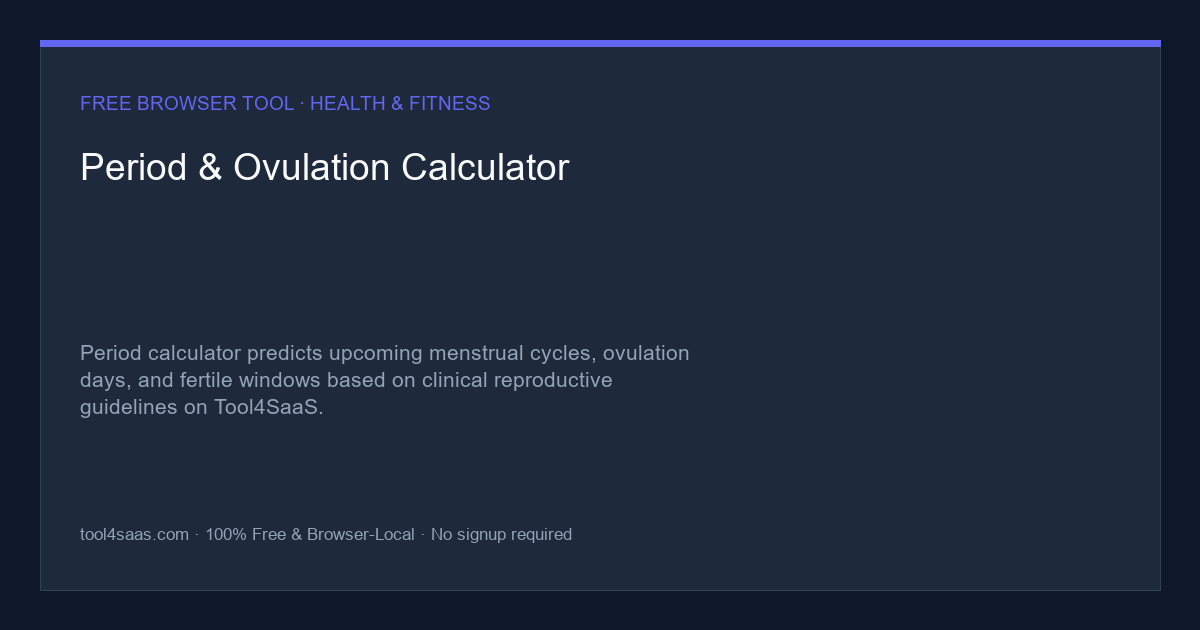 FREE BROWSER TOOL · HEALTH & FITNESS
Period & Ovulation Calculator
Period calculator predicts upcoming menstrual cycles, ovulation
days, and fertile windows based on clinical reproductive
guidelines on Tool4SaaS.
tool4saas.com · 100% Free & Browser-Local · No signup required